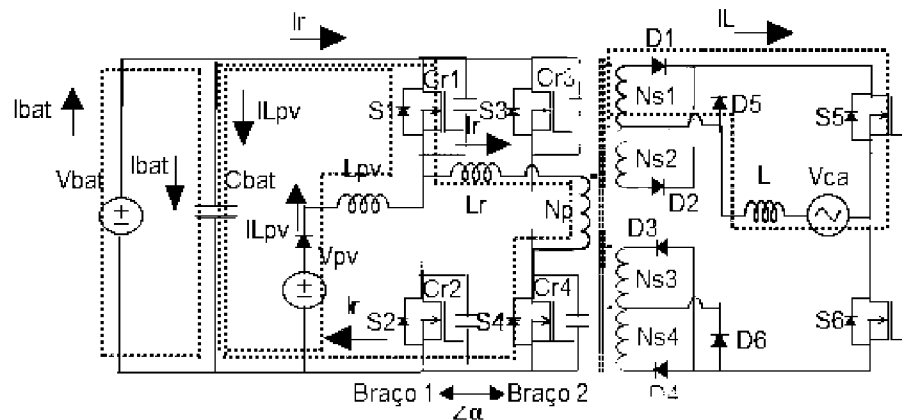 Ir
IL
D1
Cr1
Cr3
Ibat
ILpv
S1
S3
Ns1
D5
S5
Ir
Ibat
Lpv
Vbat
Cbat
Lr
Np
Ns2
L
Vca
D2
ILpv
Vpv
D3
Ns3
Ir
Cr2
Cr4
S2
S4
Ns4
D6
S6
D4
Braço 1
Braço 2
∠α